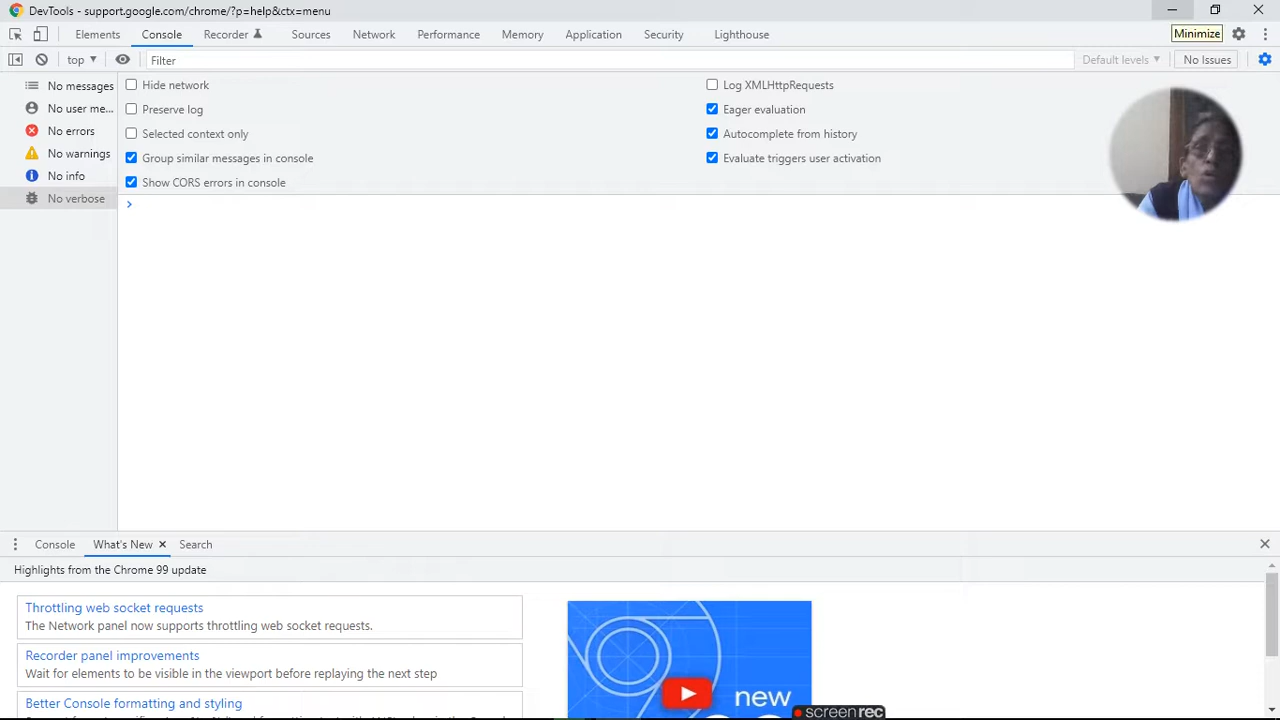 DevTools - support.google.com/chrome/?p=help&ctx=menu
Elements Console Recorder Sources Network Performance Memory Application Security Lighthouse Minimize
top Filter Default levels No Issues
No messages
No user me...
No errors
No warnings
No info
No verbose
Hide network
Preserve log
Selected context only
Group similar messages in console
Show CORS errors in console
Log XMLHttpRequests
Eager evaluation
Autocomplete from history
Evaluate triggers user activation
Console What's New Search
Highlights from the Chrome 99 update
Throttling web socket requests
The Network panel now supports throttling web socket requests.
Recorder panel improvements
Wait for elements to be visible in the viewport before replaying the next step
Better Console formatting and styling
new
screenrec